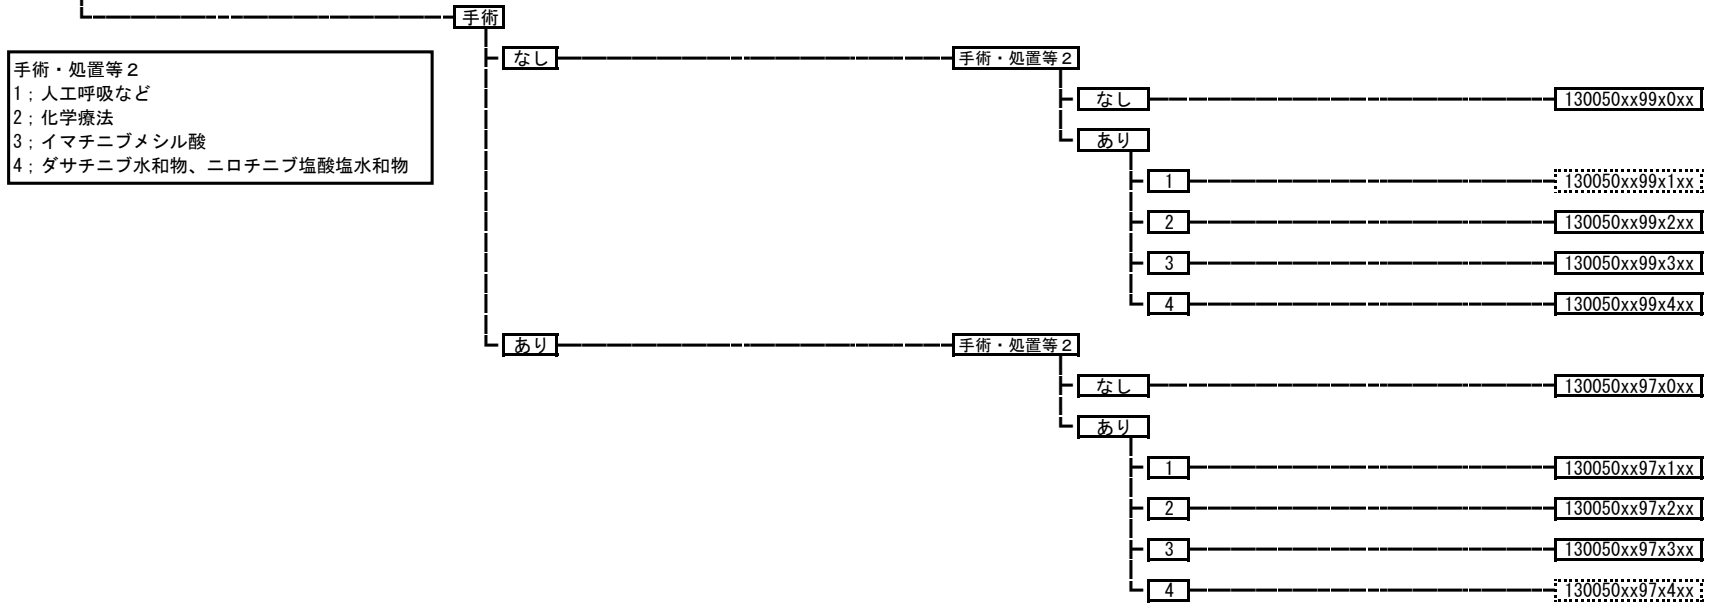 手術
なし
手術・処置等２
手術・処置等２
1；人工呼吸など
2；化学療法
3；イマチニブメシル酸
4；ダサチニブ水和物、ニロチニブ塩酸塩水和物
なし
130050xx99x0xx
あり
1
130050xx99x1xx
2
130050xx99x2xx
3
130050xx99x3xx
4
130050xx99x4xx
あり
手術・処置等２
なし
130050xx97x0xx
あり
1
130050xx97x1xx
2
130050xx97x2xx
3
130050xx97x3xx
4
130050xx97x4xx